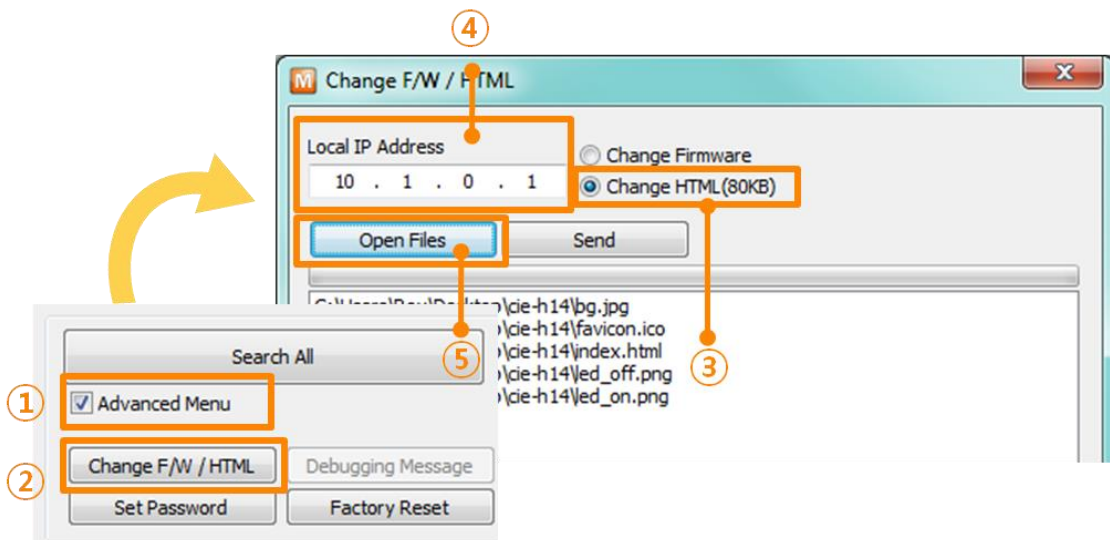 ④
M Change F/W / HTML
x
Local IP Address
10 . 1 . 0 . 1
Change Firmware
Change HTML(80KB)
Open Files
Send
\cie-h14\bg.jpg
\cie-h14\favicon.ico
\cie-h14\index.html
\cie-h14\led_off.png
\cie-h14\led_on.png
⑤
③
Search All
①
Advanced Menu
②
Change F/W / HTML
Debugging Message
Set Password
Factory Reset